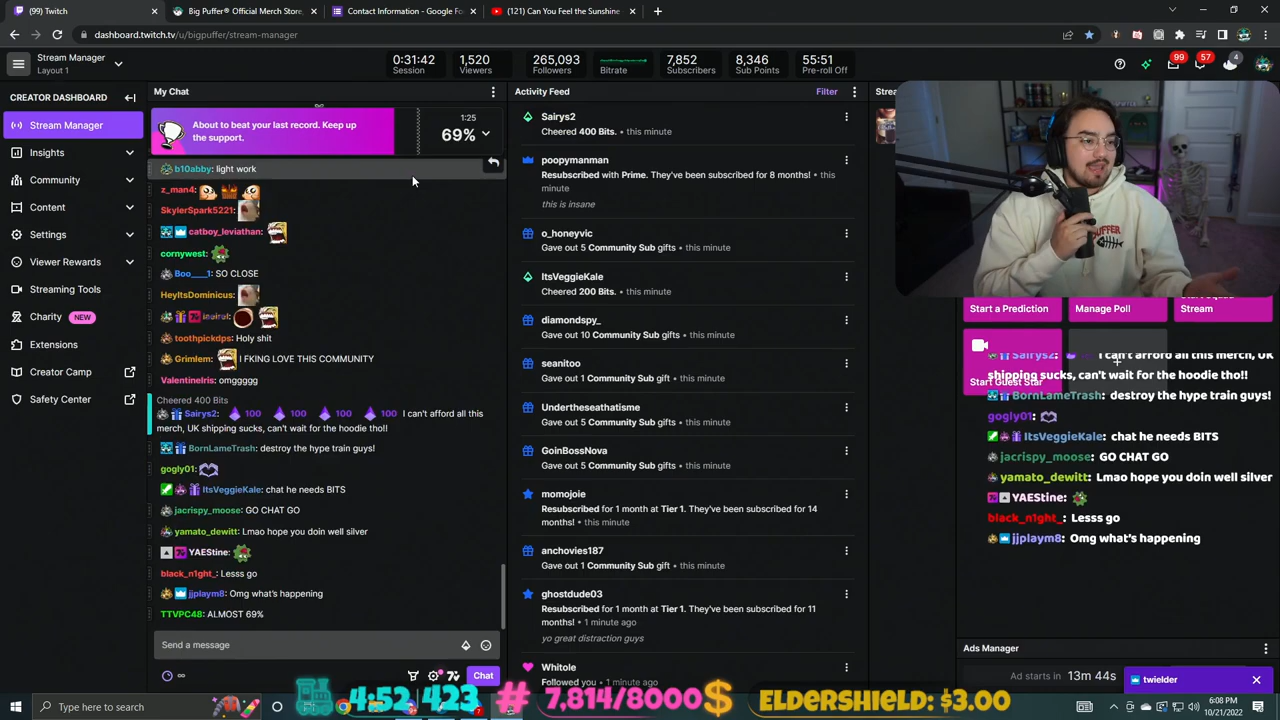 (99) Twitch
Big Puffer® Official Merch Store
Contact Information - Google Fo
(121) Can You Feel the Sunshine
dashboard.twitch.tv/u/bigpuffer/stream-manager
Stream Manager
Layout 1
0:31:42
Session
1,520
Viewers
265,093
Followers
Bitrate
7,852
Subscribers
8,346
Sub Points
55:51
Pre-roll Off
99
57
4
CREATOR DASHBOARD
Stream Manager
Insights
Community
Content
Settings
Viewer Rewards
Streaming Tools
Charity NEW
Extensions
Creator Camp
Safety Center
My Chat
About to beat your last record. Keep up
the support.
1:25
69%
b10abby: light work
z_man4:
SkylerSpark5221:
catboy_leviathan:
cornywest:
Boo____1: SO CLOSE
HeyItsDominicus:
toothpickdps: Holy shit
Grimlem: I FKING LOVE THIS COMMUNITY
ValentineIris: omggggg
Cheered 400 Bits
Sairys2: 100 100 100 100 I can't afford all this
merch, UK shipping sucks, can't wait for the hoodie tho!!
BornLameTrash: destroy the hype train guys!
gogly01:
ItsVeggieKale: chat he needs BITS
jacrispy_moose: GO CHAT GO
yamato_dewitt: Lmao hope you doin well silver
YAEStine:
black_n1ght_: Lesss go
jjplaym8: Omg what's happening
TTVPC48: ALMOST 69%
Send a message
Chat
Activity Feed
Filter
Sairys2
Cheered 400 Bits. • this minute
poopymanman
Resubscribed with Prime. They've been subscribed for 8 months! • this
minute
this is insane
o_honeyvic
Gave out 5 Community Sub gifts • this minute
ItsVeggieKale
Cheered 200 Bits. • this minute
diamondspy_
Gave out 10 Community Sub gifts • this minute
seanitoo
Gave out 1 Community Sub gifts • this minute
Undertheseathatisme
Gave out 5 Community Sub gifts • this minute
GoinBossNova
Gave out 5 Community Sub gifts • this minute
momojoie
Resubscribed for 1 month at Tier 1. They've been subscribed for 14
months! • this minute
anchovies187
Gave out 1 Community Sub gift • this minute
ghostdude03
Resubscribed for 1 month at Tier 1. They've been subscribed for 11
months! • 1 minute ago
yo great distraction guys
Whitole
Followed you • 1 minute ago
Strea
PUFFER
Start a Prediction
Manage Poll
Stream
Start Guest Star
Sairys2: I can't afford all this merch, UK
shipping sucks, can't wait for the hoodie tho!!
BornLameTrash: destroy the hype train guys!
gogly01:
ItsVeggieKale: chat he needs BITS
jacrispy_moose: GO CHAT GO
yamato_dewitt: Lmao hope you doin well silver
YAEStine:
black_n1ght_: Lesss go
jjplaym8: Omg what's happening
Ads Manager
Ad starts in 13m 44s
twielder
Type here to search
4:52 423 # 7,814/8000 $ ELDERSHIELD: $3.00
6:08 PM
10/21/2022